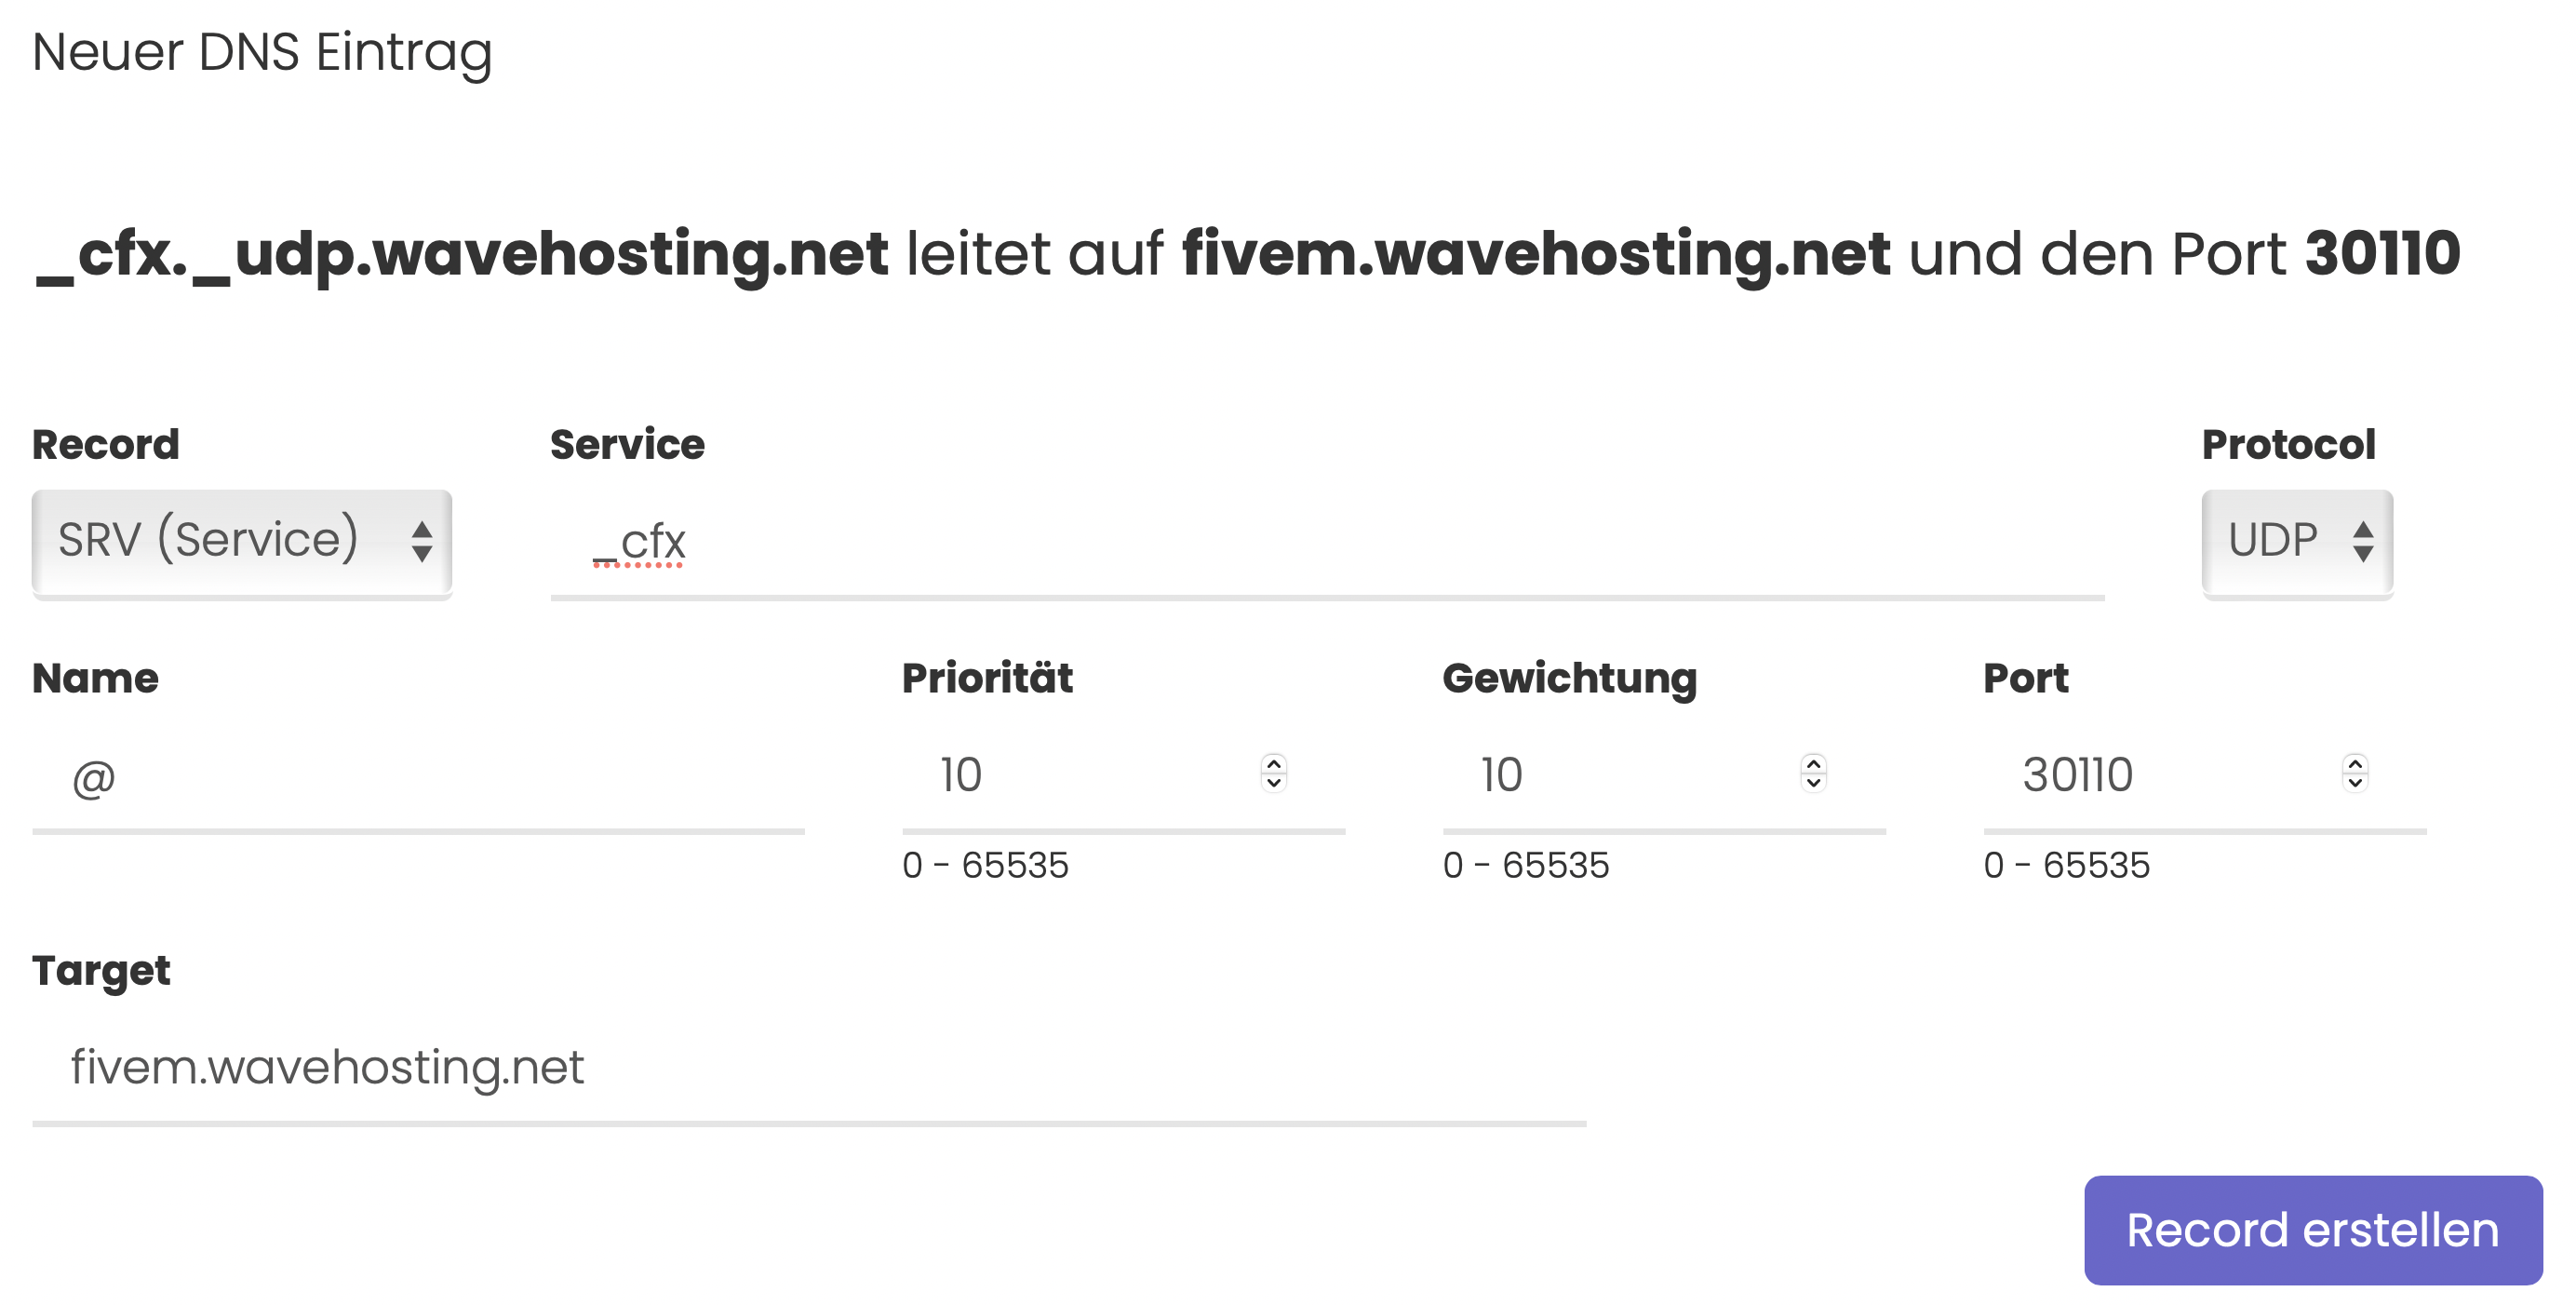 Neuer DNS Eintrag
_cfx._udp.wavehosting.net leitet auf fivem.wavehosting.net und den Port 30110
Record Service Protocol
SRV (Service) _cfx UDP
Name Priorität Gewichtung Port
@ 10 10 30110
0 - 65535 0 - 65535 0 - 65535
Target
fivem.wavehosting.net
Record erstellen